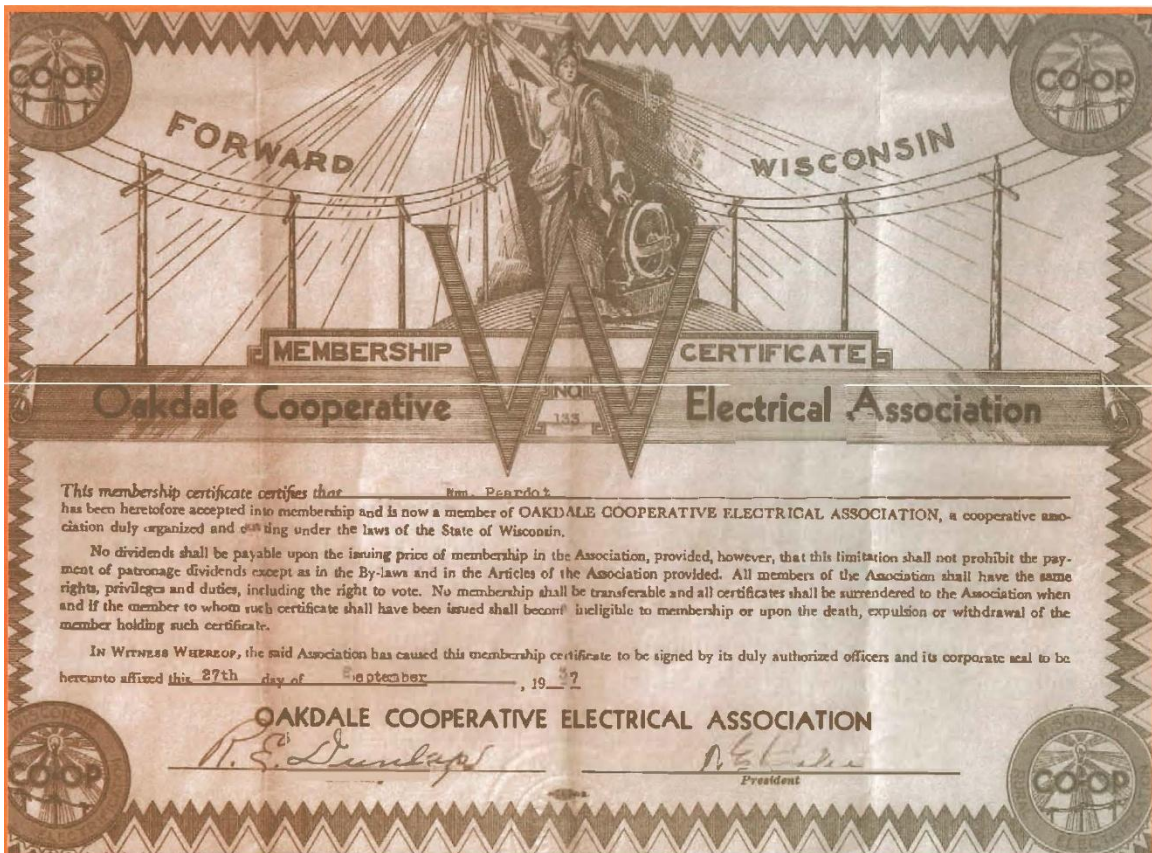 CO-OP
CO-OP
FORWARD WISCONSIN
MEMBERSHIP CERTIFICATE
NO.
133
Oakdale Cooperative Electrical Association
This membership certificate certifies that Wm. Peardot
has been heretofore accepted into membership and is now a member of OAKDALE COOPERATIVE ELECTRICAL ASSOCIATION, a cooperative asso-
ciation duly organized and under the laws of the State of Wisconsin.
No dividends shall be payable upon the issuing price of membership in the Association, provided, however, that this limitation shall not prohibit the pay-
ment of patronage dividends except as in the By-laws and in the Articles of the Association provided. All members of the Association shall have the same
rights, privileges and duties, including the right to vote. No membership shall be transferable and all certificates shall be surrendered to the Association when
and if the member to whom such certificate shall have been issued shall become ineligible to membership or upon the death, expulsion or withdrawal of the
member holding such certificate.
IN WITNESS WHEREOF, the said Association has caused this membership certificate to be signed by its duly authorized officers and its corporate seal to be
hereunto affixed this 27th day of September, 1937
OAKDALE COOPERATIVE ELECTRICAL ASSOCIATION
R. E. Dunlap
President
CO-OP
WISCONSIN
CO-OP